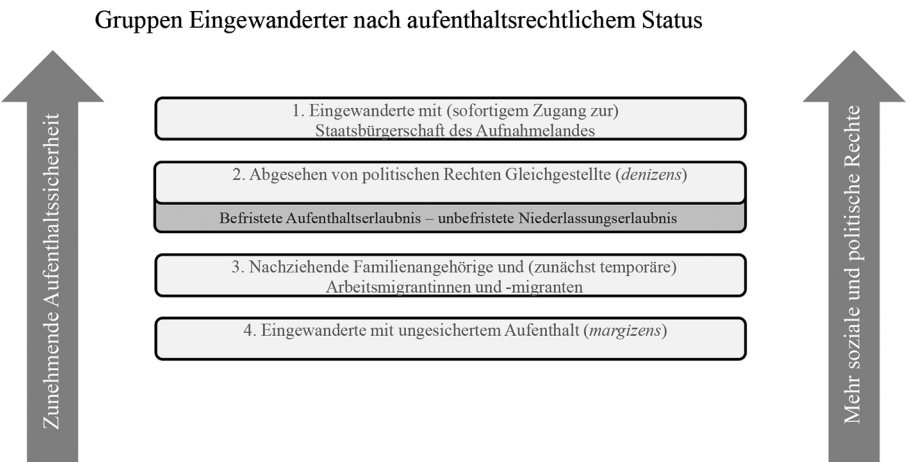 Gruppen Eingewanderter nach aufenthaltsrechtlichem Status
Zunehmende Aufenthaltssicherheit
1. Eingewanderte mit (sofortigem Zugang zur)
Staatsbürgerschaft des Aufnahmelandes
2. Abgesehen von politischen Rechten Gleichgestellte (denizens)
Befristete Aufenthaltserlaubnis – unbefristete Niederlassungserlaubnis
3. Nachziehende Familienangehörige und (zunächst temporäre)
Arbeitsmigrantinnen und -migranten
4. Eingewanderte mit ungesichertem Aufenthalt (margizens)
Mehr soziale und politische Rechte